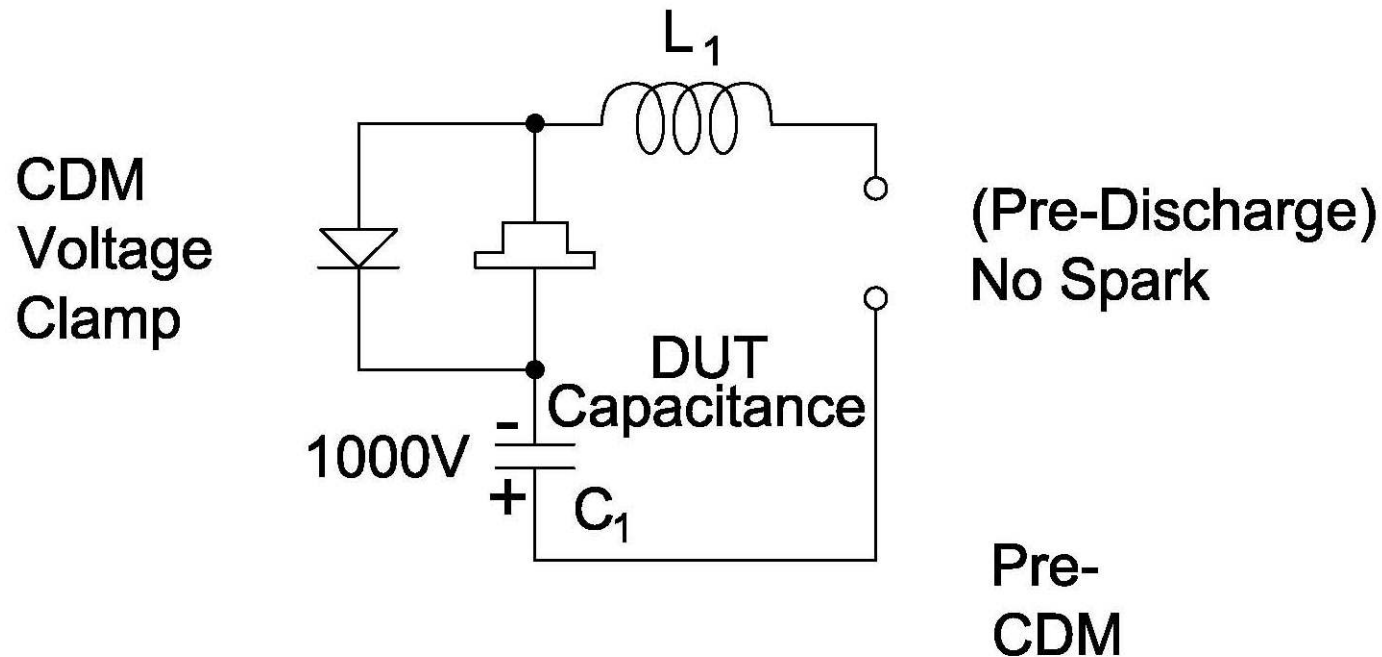 L1
CDM
Voltage
Clamp
(Pre-Discharge)
No Spark
DUT
Capacitance
-
1000V
+
C1
Pre-
CDM